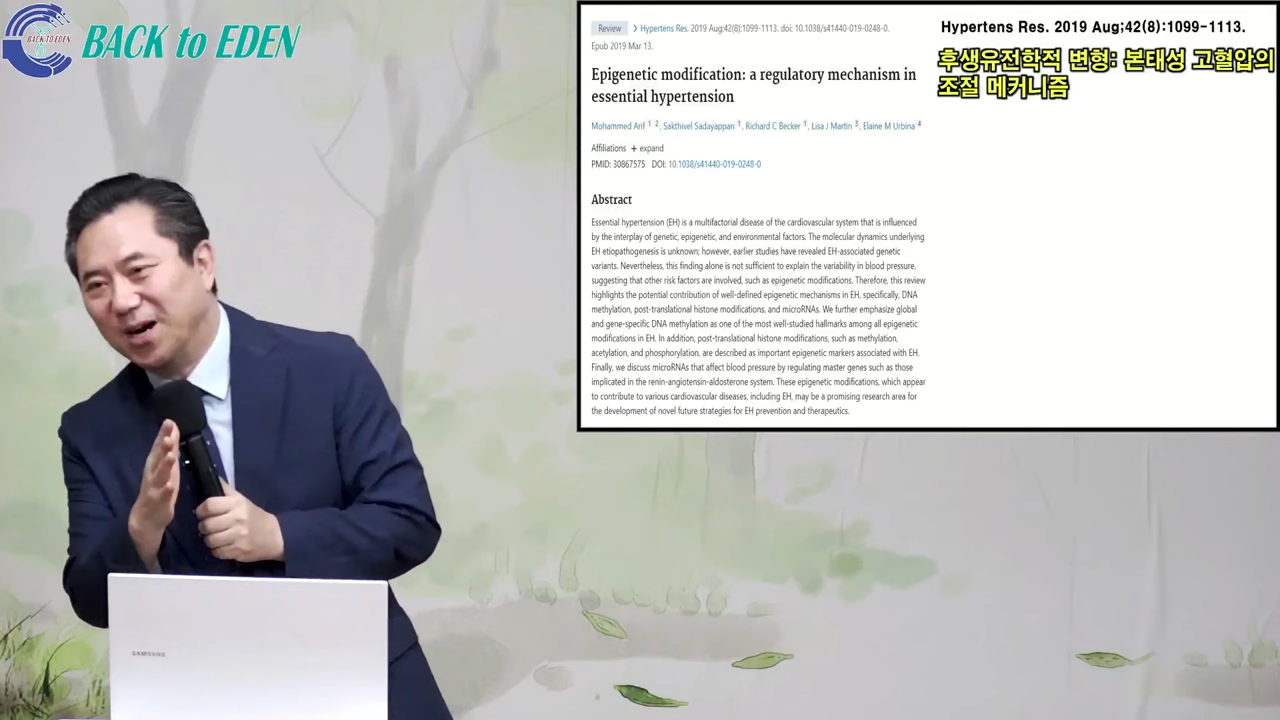 BACK TO EDEN
BACK to EDEN
Review > Hypertens Res. 2019 Aug;42(8):1099-1113. doi: 10.1038/s41440-019-0248-0.
Epub 2019 Mar 13.
Epigenetic modification: a regulatory mechanism in
essential hypertension
Mohammed Arif 1 2, Sakthivel Sadayappan 1, Richard C Becker 1, Lisa J Martin 3, Elaine M Urbina 4
Affiliations + expand
PMID: 30867575 DOI: 10.1038/s41440-019-0248-0
Abstract
Essential hypertension (EH) is a multifactorial disease of the cardiovascular system that is influenced
by the interplay of genetic, epigenetic, and environmental factors. The molecular dynamics underlying
EH etiopathogenesis is unknown; however, earlier studies have revealed EH-associated genetic
variants. Nevertheless, this finding alone is not sufficient to explain the variability in blood pressure,
suggesting that other risk factors are involved, such as epigenetic modifications. Therefore, this review
highlights the potential contribution of well-defined epigenetic mechanisms in EH, specifically, DNA
methylation, post-translational histone modifications, and microRNAs. We further emphasize global
and gene-specific DNA methylation as one of the most well-studied hallmarks among all epigenetic
modifications in EH. In addition, post-translational histone modifications, such as methylation,
acetylation, and phosphorylation, are described as important epigenetic markers associated with EH.
Finally, we discuss microRNAs that affect blood pressure by regulating master genes such as those
implicated in the renin-angiotensin-aldosterone system. These epigenetic modifications, which appear
to contribute to various cardiovascular diseases, including EH, may be a promising research area for
the development of novel future strategies for EH prevention and therapeutics.
Hypertens Res. 2019 Aug;42(8):1099-1113.
후생유전학적 변형: 본태성 고혈압의
조절 메커니즘
SAMSUNG